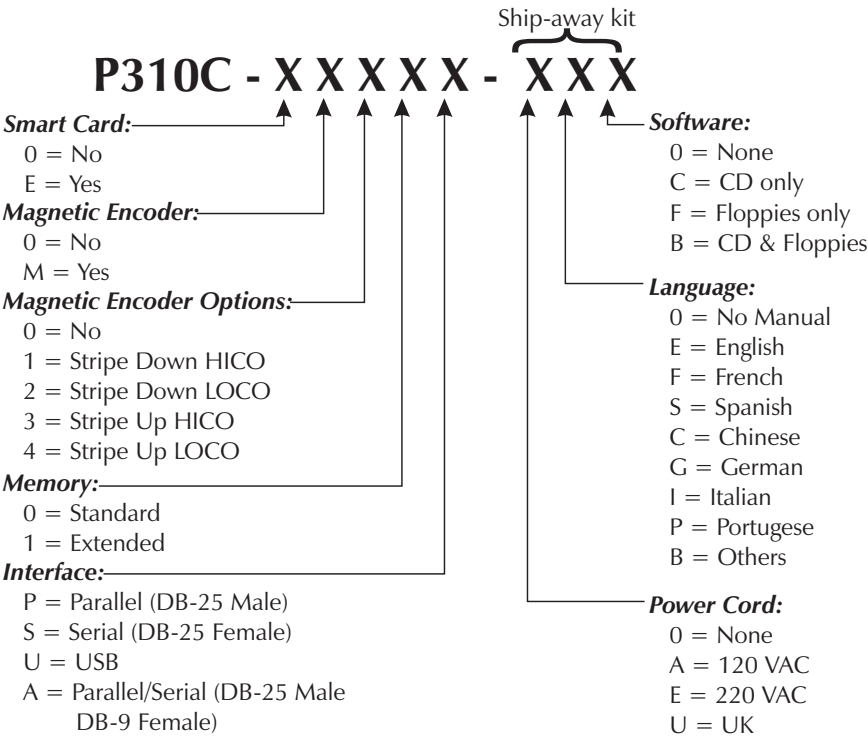 Ship-away kit
P310C - X X X X X - X X X
Smart Card:
0 = No
E = Yes
Magnetic Encoder:
0 = No
M = Yes
Magnetic Encoder Options:
0 = No
1 = Stripe Down HICO
2 = Stripe Down LOCO
3 = Stripe Up HICO
4 = Stripe Up LOCO
Memory:
0 = Standard
1 = Extended
Interface:
P = Parallel (DB-25 Male)
S = Serial (DB-25 Female)
U = USB
A = Parallel/Serial (DB-25 Male
DB-9 Female)
Software:
0 = None
C = CD only
F = Floppies only
B = CD & Floppies
Language:
0 = No Manual
E = English
F = French
S = Spanish
C = Chinese
G = German
I = Italian
P = Portugese
B = Others
Power Cord:
0 = None
A = 120 VAC
E = 220 VAC
U = UK